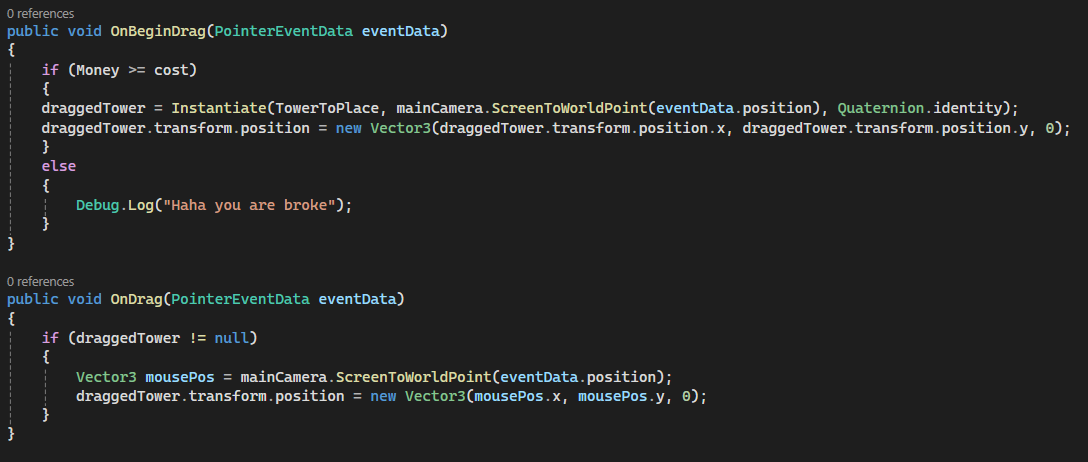 0 references
public void OnBeginDrag(PointerEventData eventData)
{
if (Money >= cost)
{
draggedTower = Instantiate(TowerToPlace, mainCamera.ScreenToWorldPoint(eventData.position), Quaternion.identity);
draggedTower.transform.position = new Vector3(draggedTower.transform.position.x, draggedTower.transform.position.y, 0);
}
else
{
Debug.Log("Haha you are broke");
}
}
0 references
public void OnDrag(PointerEventData eventData)
{
if (draggedTower != null)
{
Vector3 mousePos = mainCamera.ScreenToWorldPoint(eventData.position);
draggedTower.transform.position = new Vector3(mousePos.x, mousePos.y, 0);
}
}